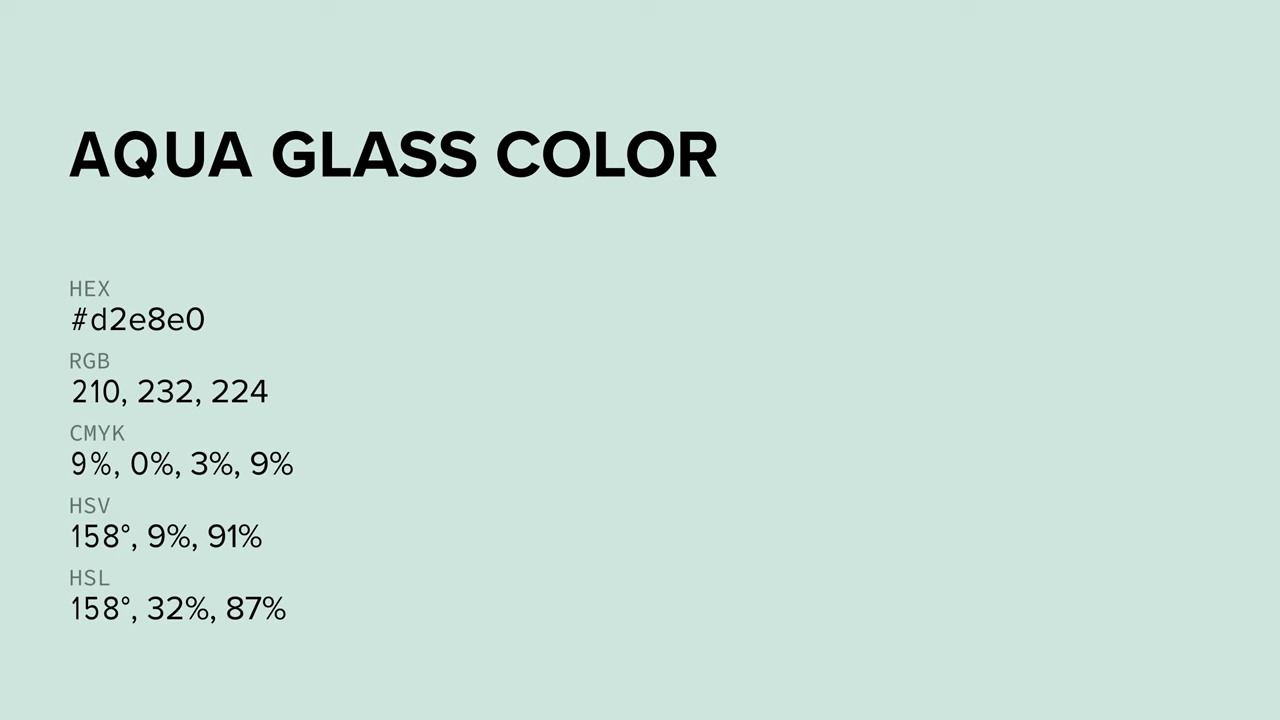 AQUA GLASS COLOR
HEX
#d2e8e0
RGB
210, 232, 224
CMYK
9%, 0%, 3%, 9%
HSV
158°, 9%, 91%
HSL
158°, 32%, 87%